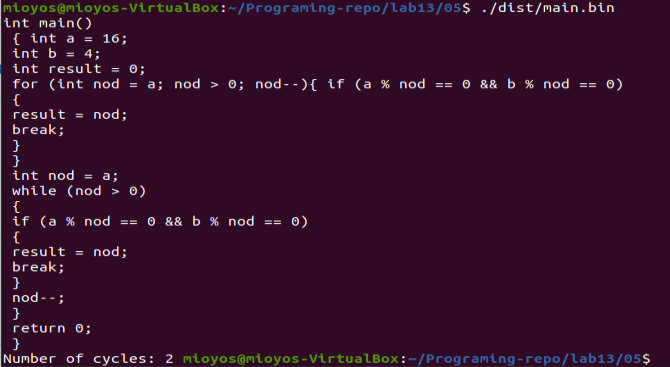 mioyos@mioyos-VirtualBox:~/Programing-repo/lab13/05$ ./dist/main.bin
int main()
 { int a = 16;
 int b = 4;
 int result = 0;
 for (int nod = a; nod > 0; nod--){ if (a % nod == 0 && b % nod == 0)
 {
 result = nod;
 break;
 }
 }
 int nod = a;
 while (nod > 0)
 {
 if (a % nod == 0 && b % nod == 0)
 {
 result = nod;
 break;
 }
 nod--;
 }
 return 0;
 }
Number of cycles: 2 mioyos@mioyos-VirtualBox:~/Programing-repo/lab13/05$